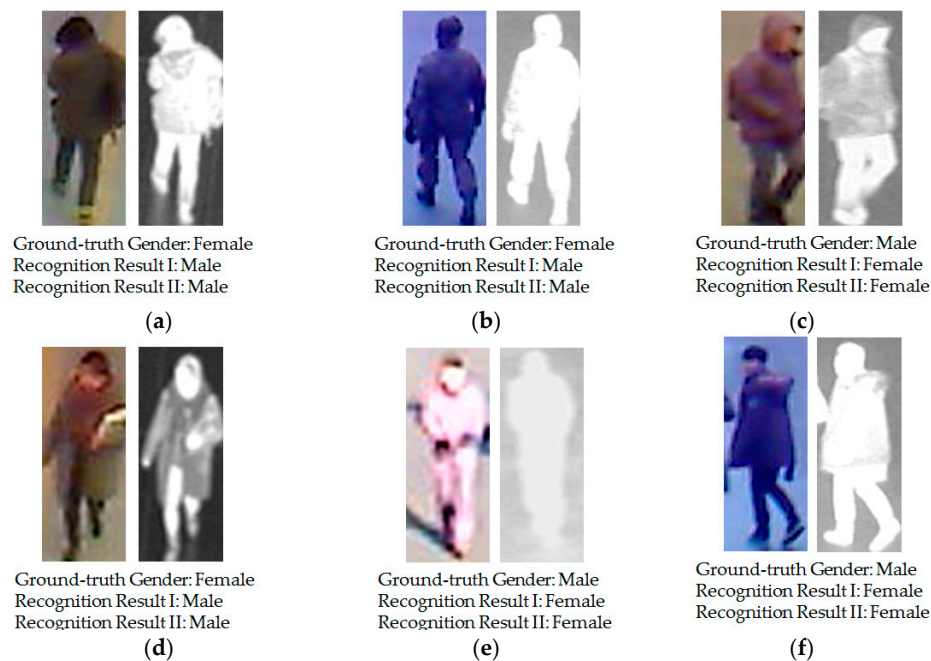 Ground-truth Gender: Female
Recognition Result I: Male
Recognition Result II: Male
(a)
Ground-truth Gender: Female
Recognition Result I: Male
Recognition Result II: Male
(b)
Ground-truth Gender: Male
Recognition Result I: Female
Recognition Result II: Female
(c)
Ground-truth Gender: Female
Recognition Result I: Male
Recognition Result II: Male
(d)
Ground-truth Gender: Male
Recognition Result I: Female
Recognition Result II: Female
(e)
Ground-truth Gender: Male
Recognition Result I: Female
Recognition Result II: Female
(f)